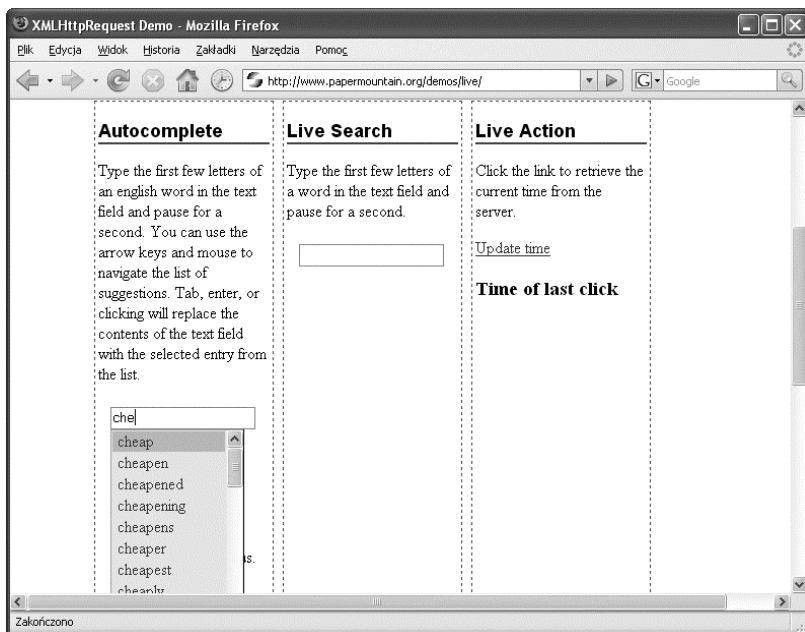 XMLHttpRequest Demo - Mozilla Firefox
Plik Edycja Widok Historia Zakładki Narzędzia Pomoc
http://www.papermountain.org/demos/live/
G Google
Autocomplete
Type the first few letters of
an english word in the text
field and pause for a
second. You can use the
arrow keys and mouse to
navigate the list of
suggestions. Tab, enter, or
clicking will replace the
contents of the text field
with the selected entry from
the list.
che
cheap
cheapen
cheapened
cheapening
cheapens
cheaper
cheapest
cheaply
Live Search
Type the first few letters of
a word in the text field and
pause for a second.
Live Action
Click the link to retrieve the
current time from the
server.
Update time
Time of last click
Zakończono